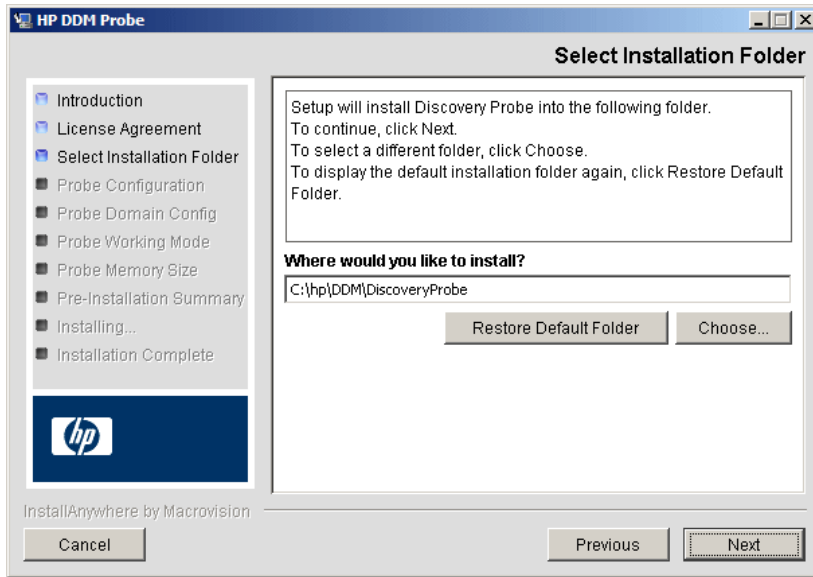 HP DDM Probe
Select Installation Folder
Introduction
License Agreement
Select Installation Folder
Probe Configuration
Probe Domain Config
Probe Working Mode
Probe Memory Size
Pre-Installation Summary
Installing...
Installation Complete
hp
Setup will install Discovery Probe into the following folder.
To continue, click Next.
To select a different folder, click Choose.
To display the default installation folder again, click Restore Default
Folder.
Where would you like to install?
C:\hp\DDM\DiscoveryProbe
Restore Default Folder
Choose...
InstallAnywhere by Macrovision
Cancel
Previous
Next